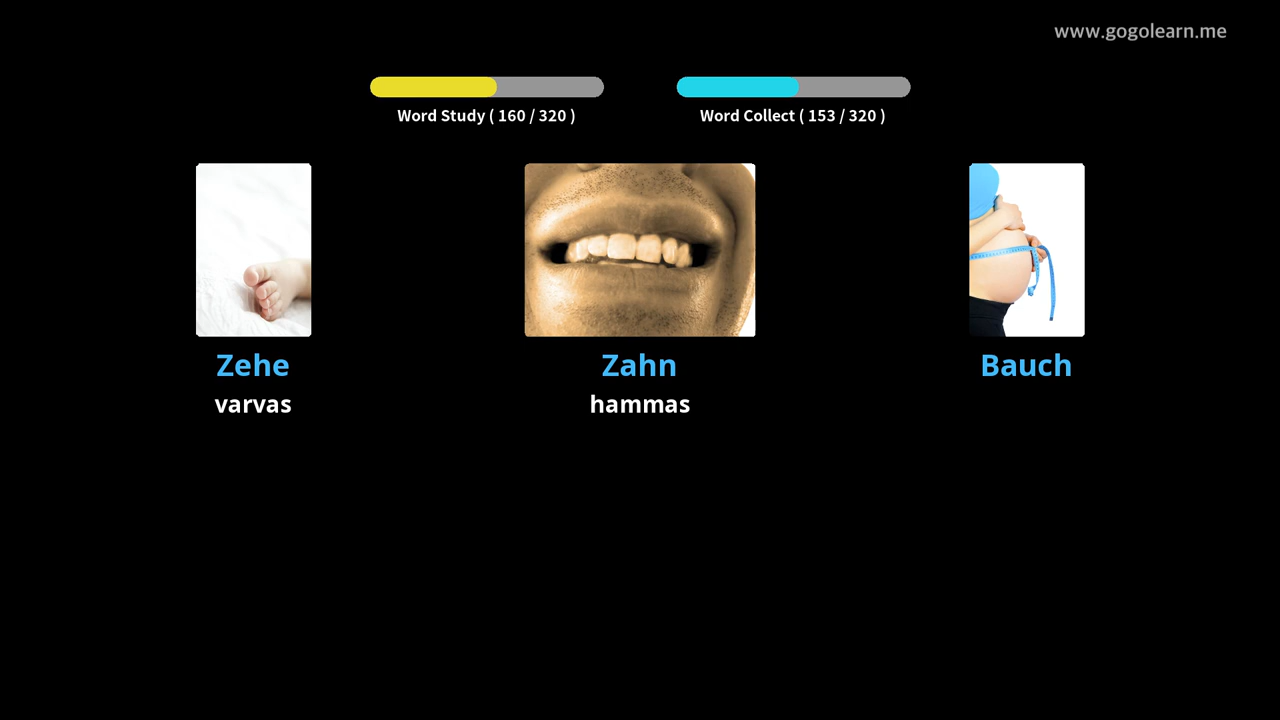 www.gogolearn.me
Word Study ( 160 / 320 )
Word Collect ( 153 / 320 )
Zehe
varvas
Zahn
hammas
Bauch